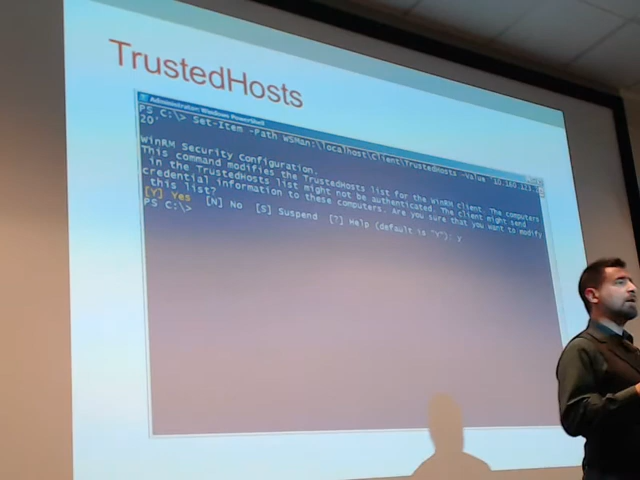 TrustedHosts
Administrator: Windows PowerShell
PS C:\> Set-Item -Path WSMan:\localhost\Client\TrustedHosts -Value '10.160.123.1
20'
WinRM Security Configuration.
This command modifies the TrustedHosts list for the WinRM client. The computers
in the TrustedHosts list might not be authenticated. The client might send
credential information to these computers. Are you sure that you want to modify
this list?
[Y] Yes [N] No [S] Suspend [?] Help (default is "Y"): y
PS C:\>